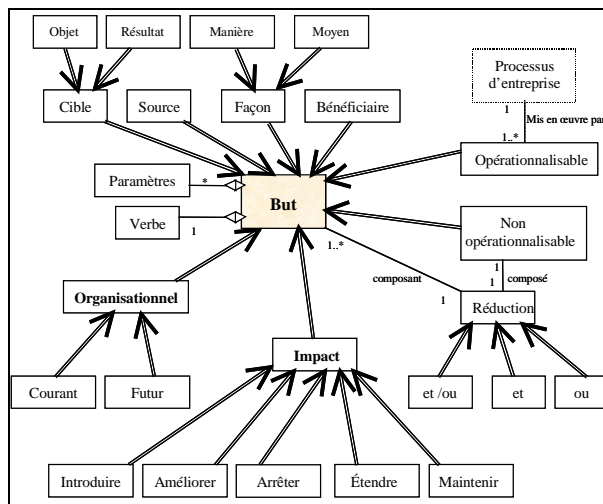 Objet
Résultat
Manière
Moyen
Processus
d'entreprise
Cible
Source
Façon
Bénéficiaire
1
Mis en œuvre par
1..*
Opérationnalisable
Paramètres
*
But
Verbe
1
Non
opérationnalisable
1..*
1
composant
1
composé
Organisationnel
1
Réduction
Impact
Courant
Futur
et /ou
et
ou
Introduire
Améliorer
Arrêter
Étendre
Maintenir